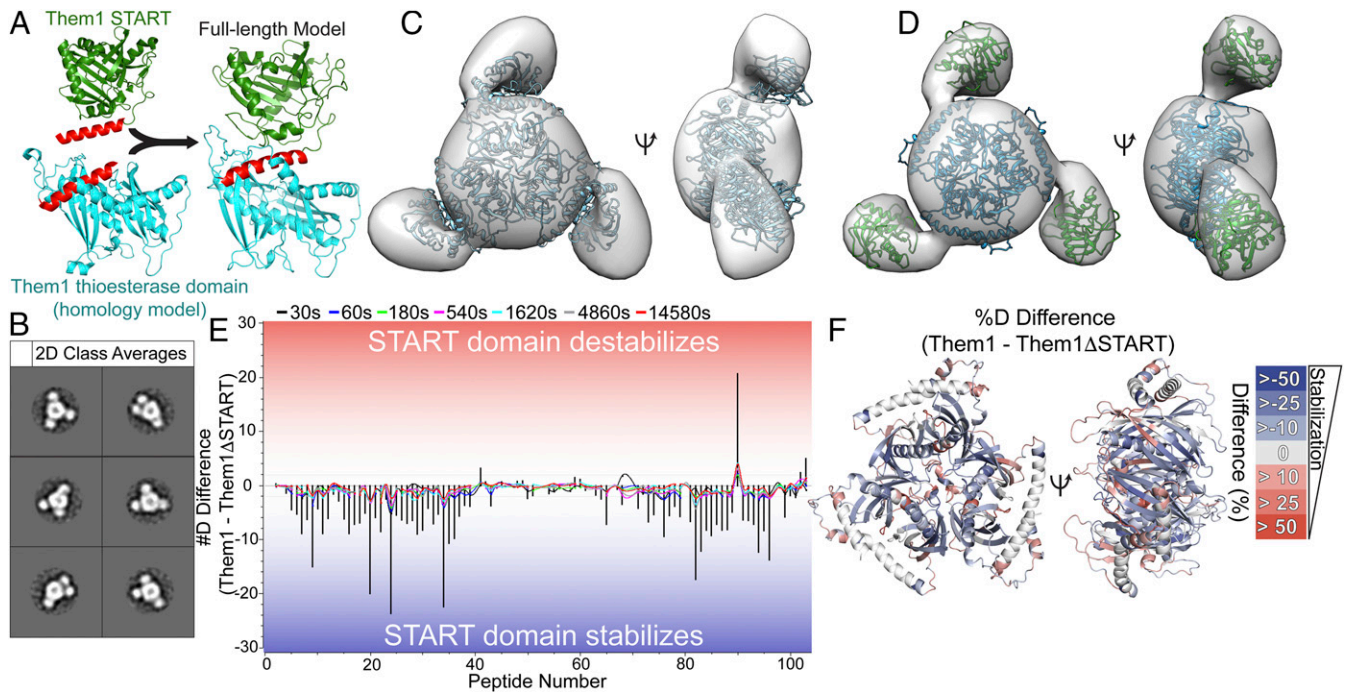 A
Them1 START
Full-length Model
Them1 thioesterase domain
(homology model)
B
2D Class Averages
C
Ψ
D
Ψ
E
30s 60s 180s 540s 1620s 4860s 14580s
START domain destabilizes
START domain stabilizes
#D Difference
(Them1 - Them1ΔSTART)
30
20
10
0
-10
-20
-30
0 20 40 60 80 100
Peptide Number
F
%D Difference
(Them1 - Them1ΔSTART)
Ψ
Difference (%)
>-50
>-25
>-10
0
> 10
> 25
> 50
Stabilization